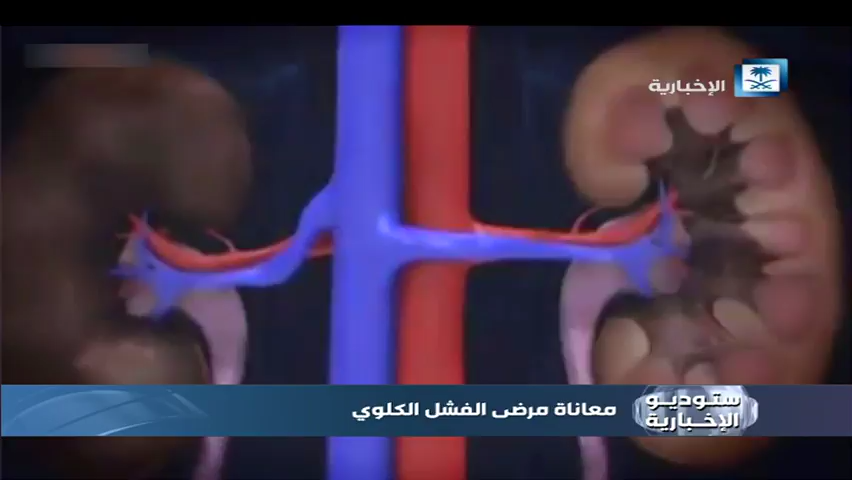 الإخبارية
معاناة مرضى الفشل الكلوي
ستوديو
الإخبارية